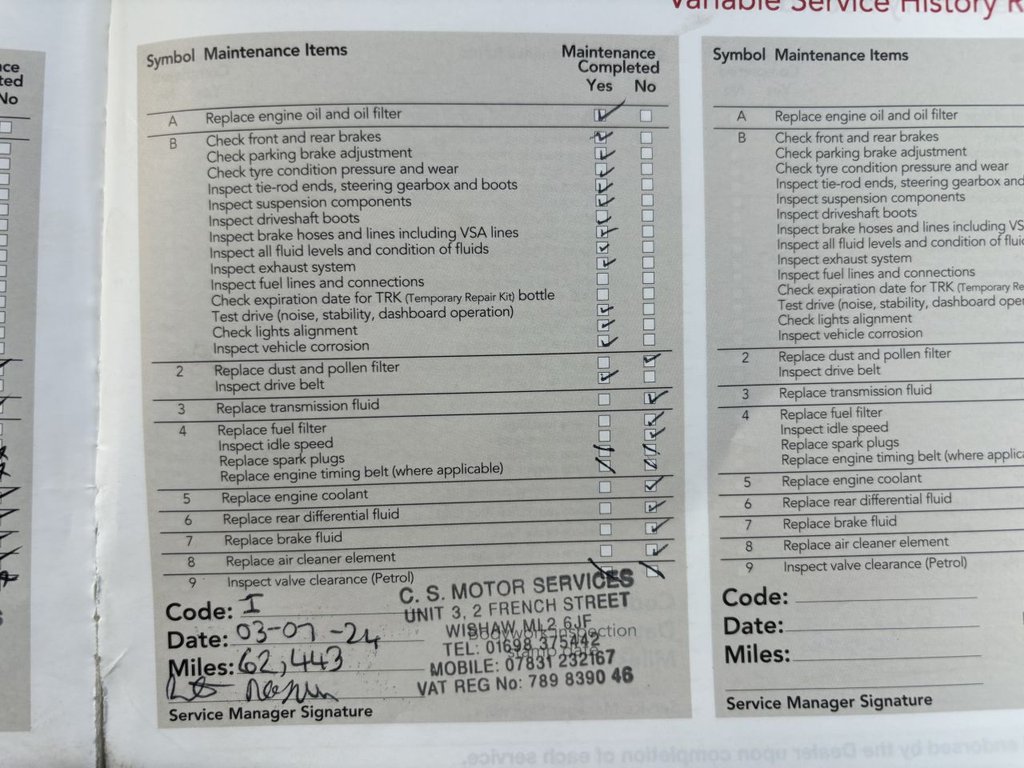 Variable Service History R
ce
ted
No
Symbol Maintenance Items Maintenance
Completed
Yes No
A Replace engine oil and oil filter
B Check front and rear brakes
Check parking brake adjustment
Check tyre condition pressure and wear
Inspect tie-rod ends, steering gearbox and boots
Inspect suspension components
Inspect driveshaft boots
Inspect brake hoses and lines including VSA lines
Inspect all fluid levels and condition of fluids
Inspect exhaust system
Inspect fuel lines and connections
Check expiration date for TRK (Temporary Repair Kit) bottle
Test drive (noise, stability, dashboard operation)
Check lights alignment
Inspect vehicle corrosion
2 Replace dust and pollen filter
Inspect drive belt
3 Replace transmission fluid
4 Replace fuel filter
Inspect idle speed
Replace spark plugs
Replace engine timing belt (where applicable)
5 Replace engine coolant
6 Replace rear differential fluid
7 Replace brake fluid
8 Replace air cleaner element
9 Inspect valve clearance (Petrol)
Code: I
Date: 03-07-24
Miles: 62,443
Service Manager Signature
C. S. MOTOR SERVICES
UNIT 3, 2 FRENCH STREET
WISHAW ML2 6JF
Bodywork Inspection
TEL: 01698 375442
MOBILE: 07831 232167
VAT REG No: 789 8390 46
Symbol Maintenance Items
A Replace engine oil and oil filter
B Check front and rear brakes
Check parking brake adjustment
Check tyre condition pressure and wear
Inspect tie-rod ends, steering gearbox and
Inspect suspension components
Inspect driveshaft boots
Inspect brake hoses and lines including VS
Inspect all fluid levels and condition of flui
Inspect exhaust system
Inspect fuel lines and connections
Check expiration date for TRK (Temporary Re
Test drive (noise, stability, dashboard ope
Check lights alignment
Inspect vehicle corrosion
2 Replace dust and pollen filter
Inspect drive belt
3 Replace transmission fluid
4 Replace fuel filter
Inspect idle speed
Replace spark plugs
Replace engine timing belt (where applica
5 Replace engine coolant
6 Replace rear differential fluid
7 Replace brake fluid
8 Replace air cleaner element
9 Inspect valve clearance (Petrol)
Code:
Date:
Miles:
Service Manager Signature